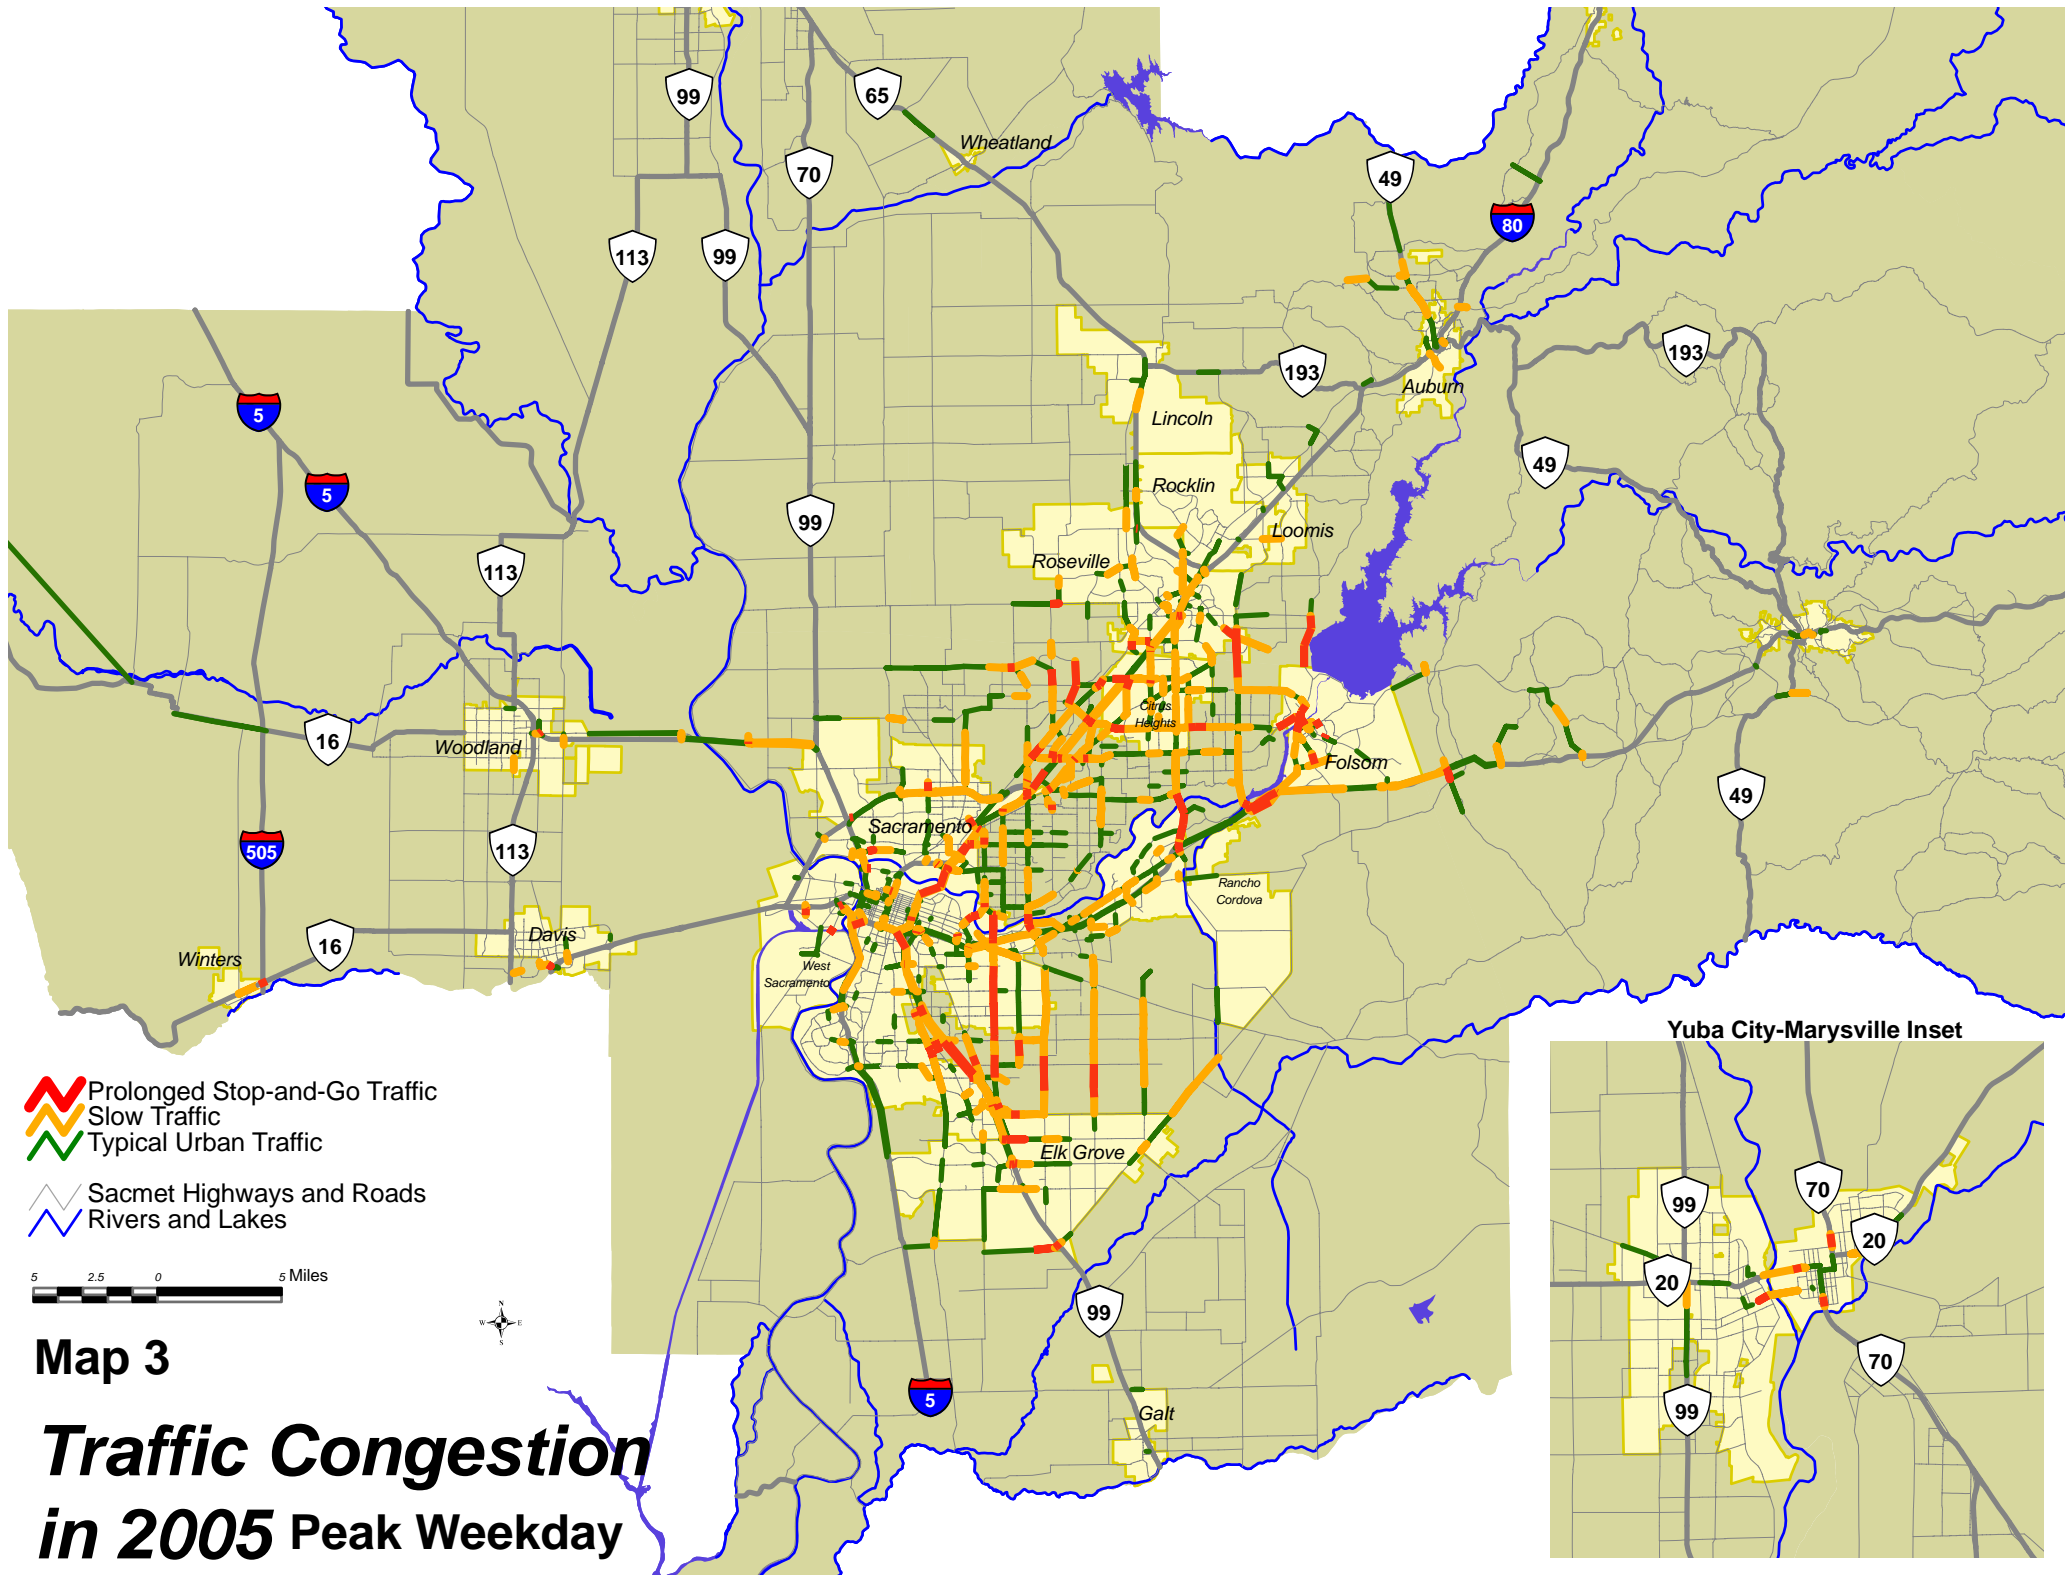 99
65
Wheatland
70
49
80
113
99
193
193
Auburn
5
Lincoln
49
5
Rocklin
99
Loomis
Roseville
113
Citrus
Heights
16
Woodland
Folsom
49
Sacramento
505
113
Rancho
Cordova
Davis
16
Winters
West
Sacramento
Yuba City-Marysville Inset
Prolonged Stop-and-Go Traffic
Slow Traffic
Typical Urban Traffic
Elk Grove
Sacmet Highways and Roads
Rivers and Lakes
99
70
20
20
5 2.5 0 5 Miles
N
W E
S
99
Map 3
70
5
99
Galt
Traffic Congestion
in 2005 Peak Weekday